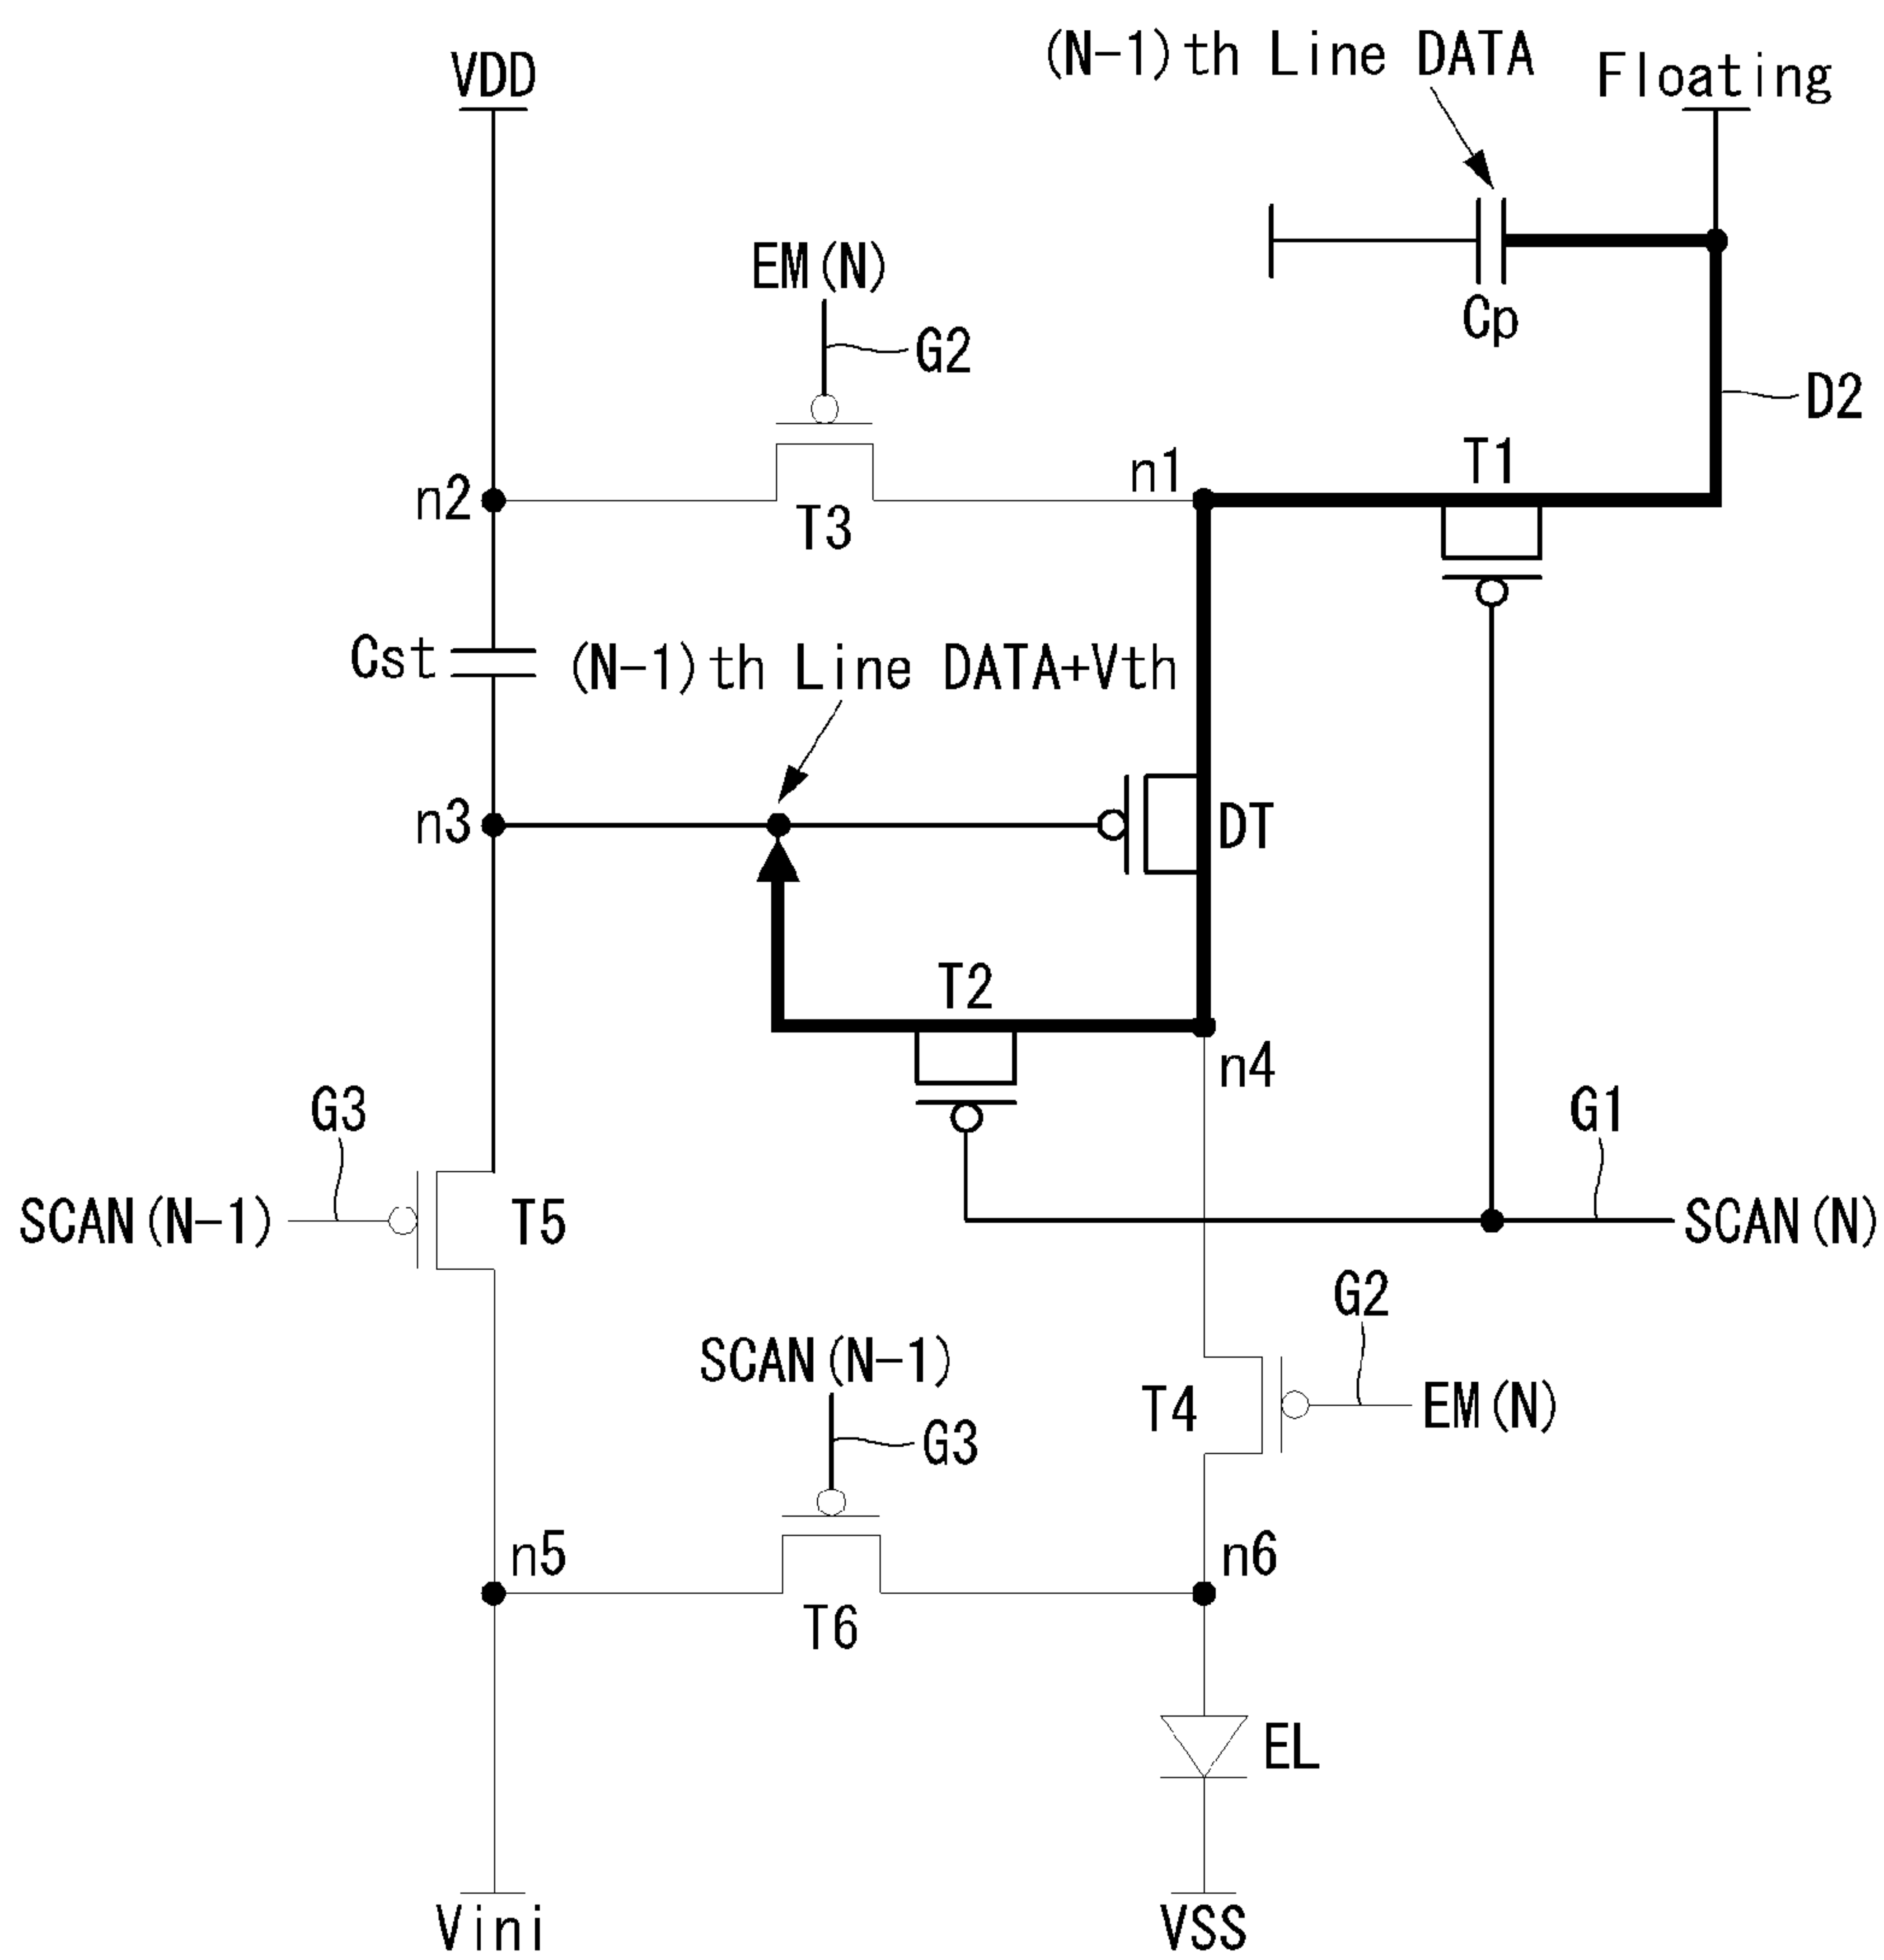 (N-1)th Line DATA
VDD
Floating
EM(N)
G2
Cp
D2
T1
n1
n2
T3
Cst
(N-1)th Line DATA+Vth
n3
DT
T2
n4
G3
G1
SCAN(N-1)
T5
SCAN(N)
G2
SCAN(N-1)
T4
EM(N)
G3
n5
n6
T6
EL
Vini
VSS